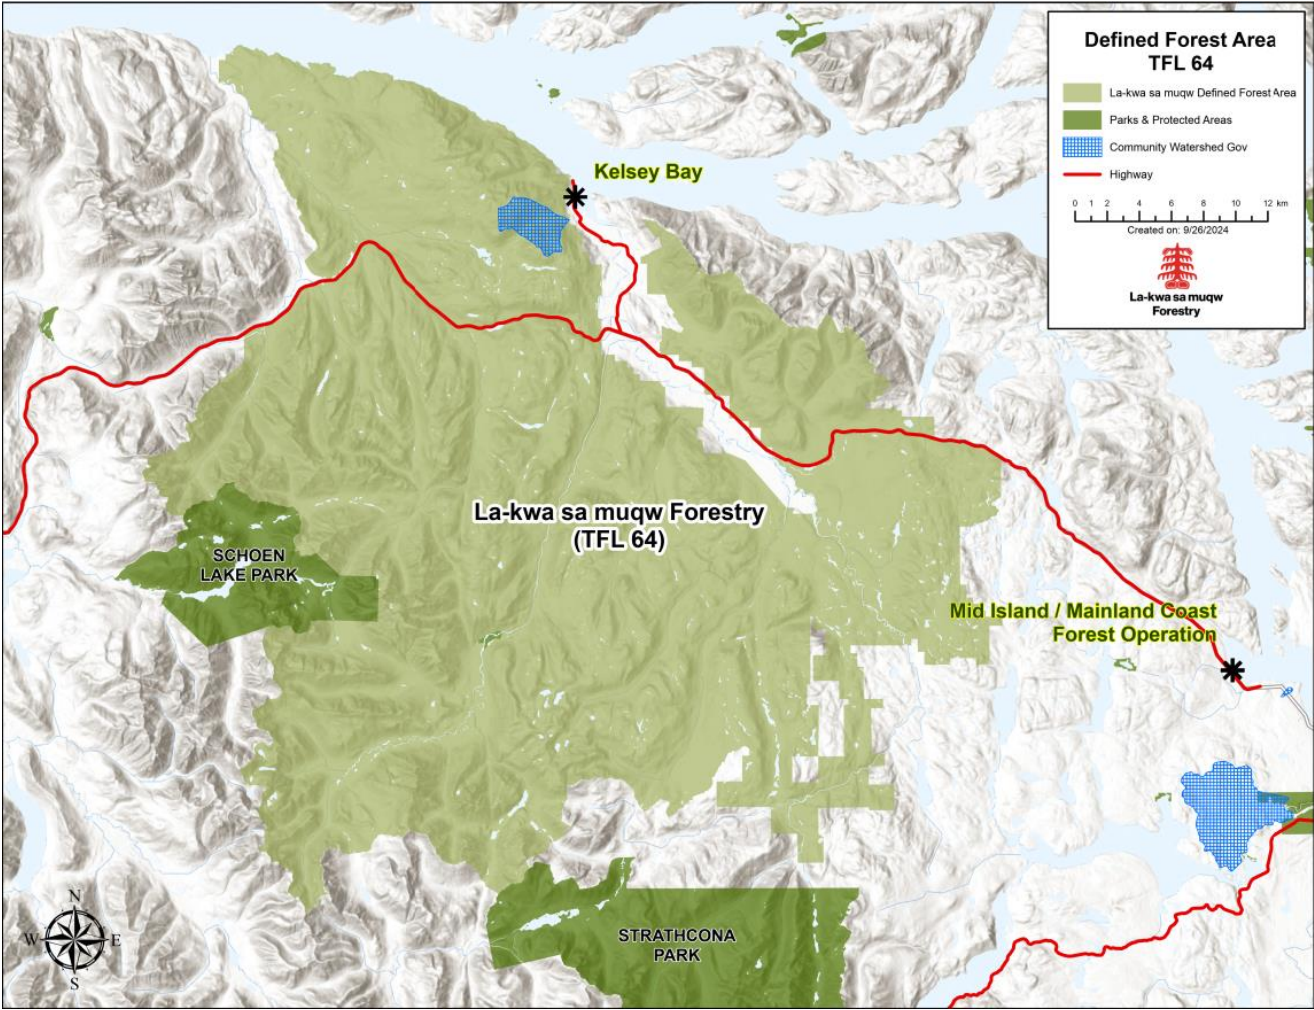 Defined Forest Area
TFL 64
La-kwa sa muqw Defined Forest Area
Parks & Protected Areas
Community Watershed Gov
Highway
0 1 2 4 6 8 10 12 km
Created on: 9/26/2024
La-kwa sa muqw
Forestry
Kelsey Bay
La-kwa sa muqw Forestry
(TFL 64)
SCHOEN
LAKE PARK
Mid Island / Mainland Coast
Forest Operation
STRATHCONA
PARK
N
W E
S